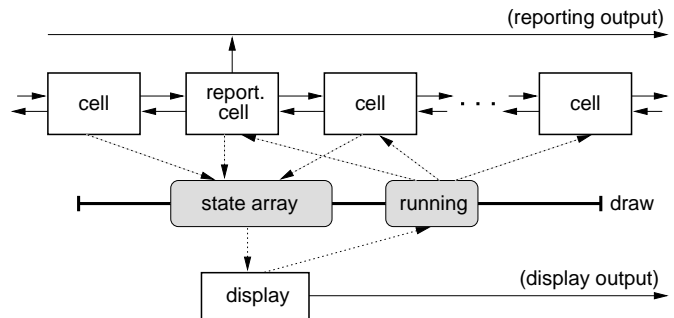 (reporting output)
cell
report.
cell
cell
. . .
cell
state array
running
draw
(display output)
display